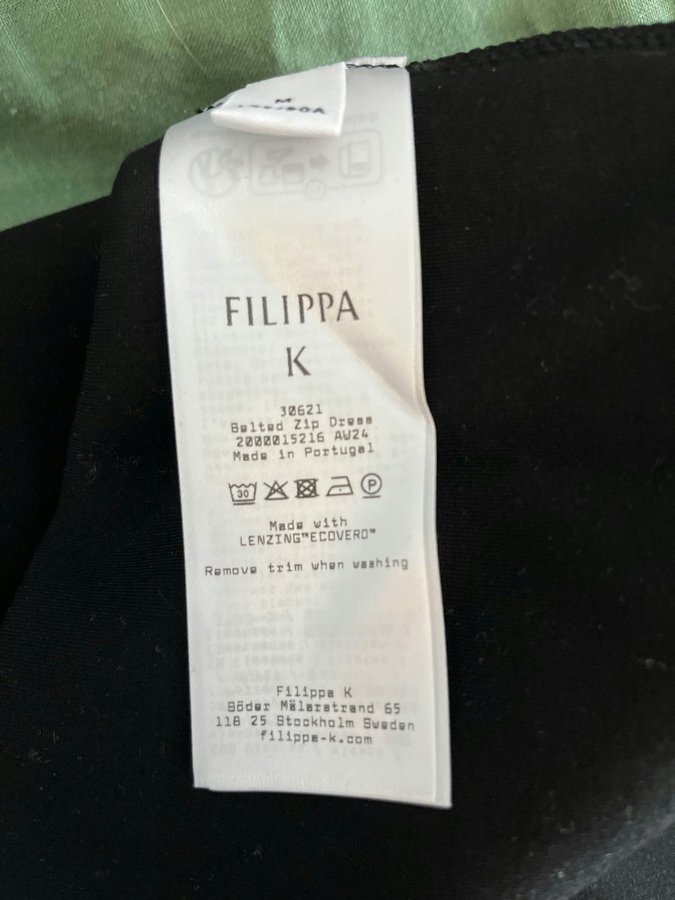 M
FILIPPA
K
30621
Belted Zip Dress
2000015216 AW24
Made in Portugal
30
P
Made with
LENZING™ECOVERO™
Remove trim when washing
Filippa K
Söder Mälarstrand 65
118 25 Stockholm Sweden
filippa-k.com